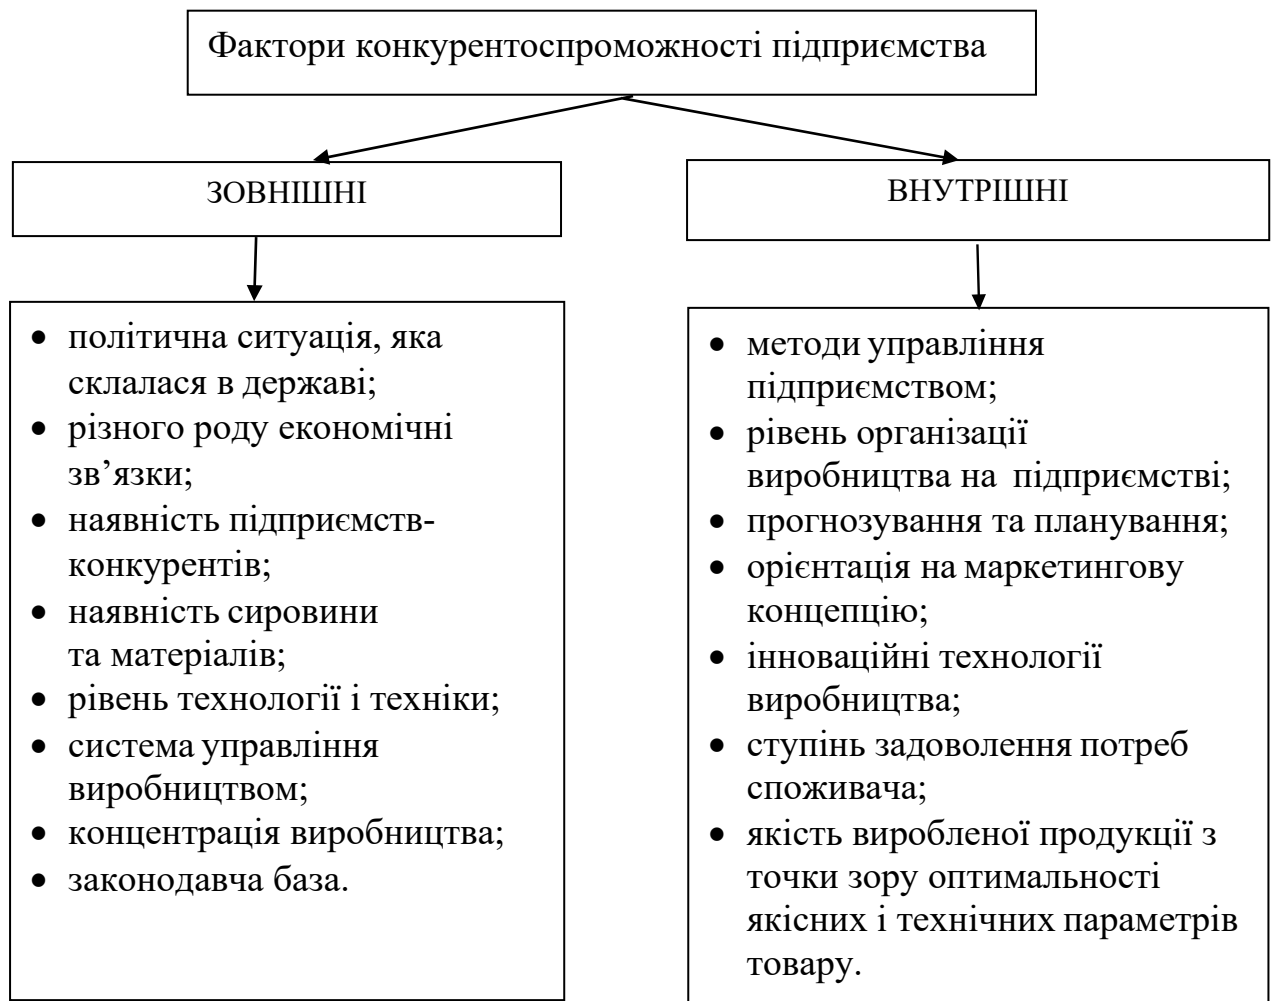 Фактори конкурентоспроможності підприємства
ЗОВНІШНІ
• політична ситуація, яка
склалася в державі;
• різного роду економічні
зв’язки;
• наявність підприємств-
конкурентів;
• наявність сировини
та матеріалів;
• рівень технології і техніки;
• система управління
виробництвом;
• концентрація виробництва;
• законодавча база.
ВНУТРІШНІ
• методи управління
підприємством;
• рівень організації
виробництва на підприємстві;
• прогнозування та планування;
• орієнтація на маркетингову
концепцію;
• інноваційні технології
виробництва;
• ступінь задоволення потреб
споживача;
• якість виробленої продукції з
точки зору оптимальності
якісних і технічних параметрів
товару.